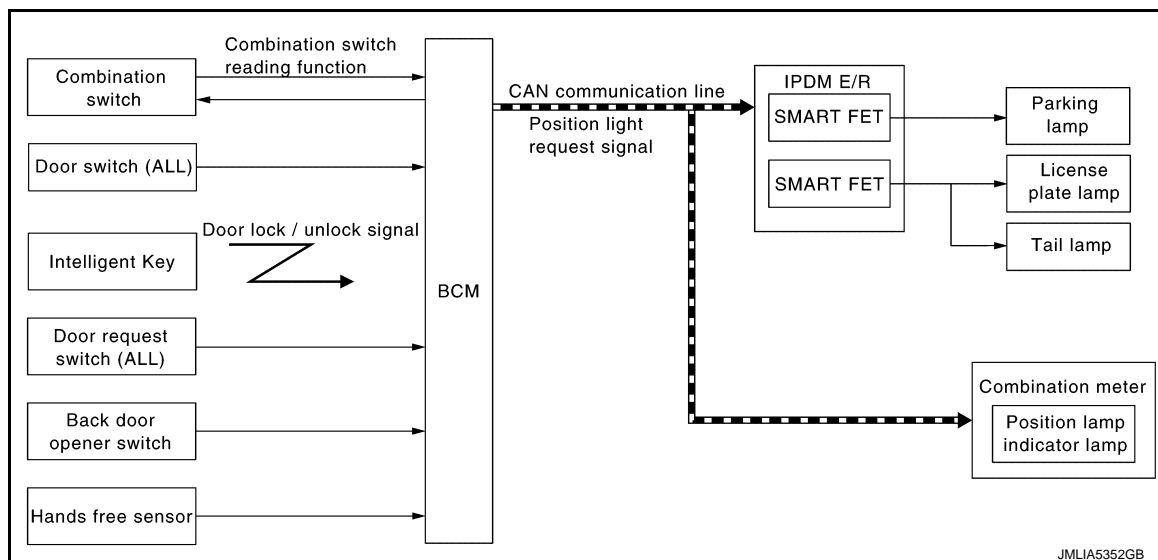 Combination switch
reading function
Combination
switch
Door switch (ALL)
Door lock / unlock signal
Intelligent Key
Door request
switch (ALL)
Back door
opener switch
Hands free sensor
BCM
CAN communication line
Position light
request signal
IPDM E/R
SMART FET
SMART FET
Parking
lamp
License
plate lamp
Tail lamp
Combination meter
Position lamp
indicator lamp
JMLIA5352GB